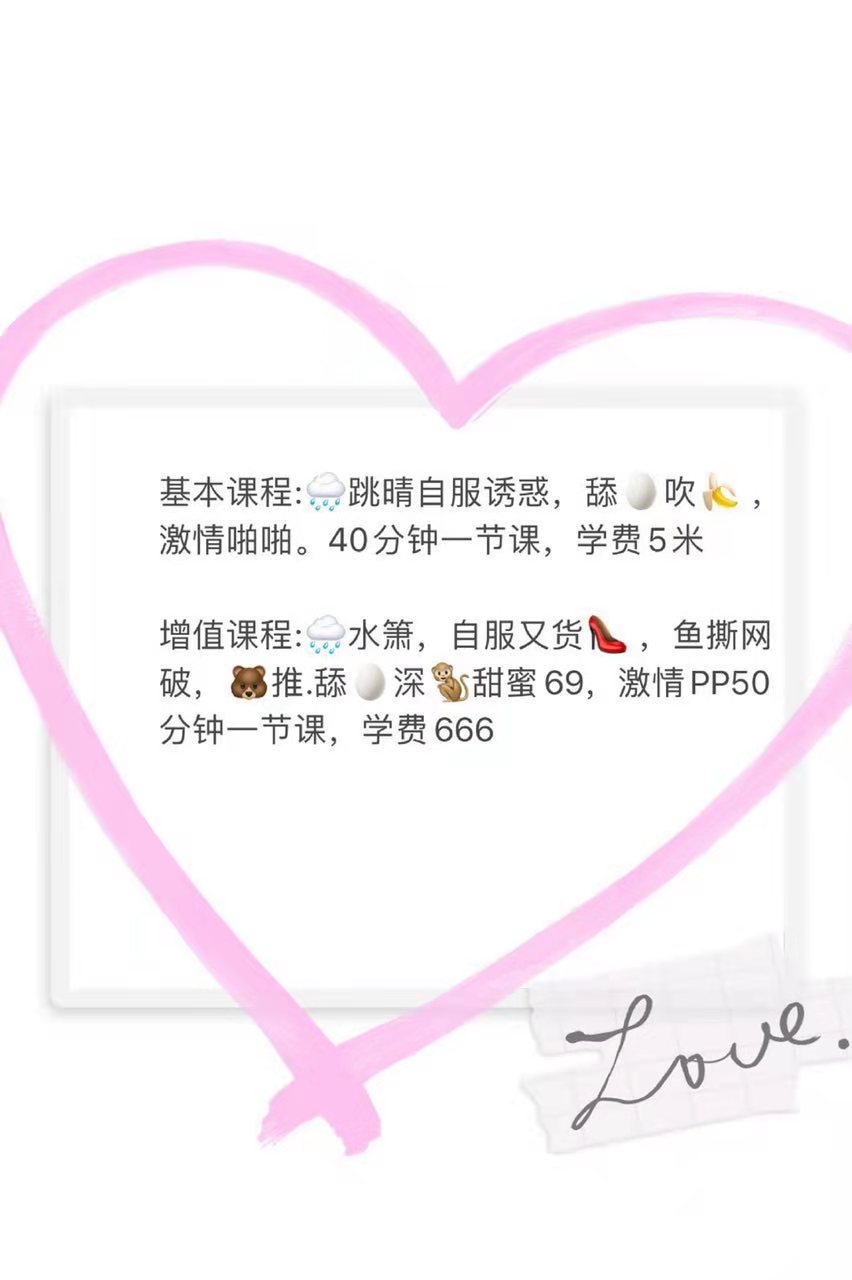 基本课程:🌧️跳晴自服诱惑，舔🥚吹🍌，
激情啪啪。40分钟一节课，学费5米
增值课程:🌧️水箫，自服又货👠，鱼撕网
破，🐻推.舔🥚深🐒甜蜜69，激情PP50
分钟一节课，学费666
Love.